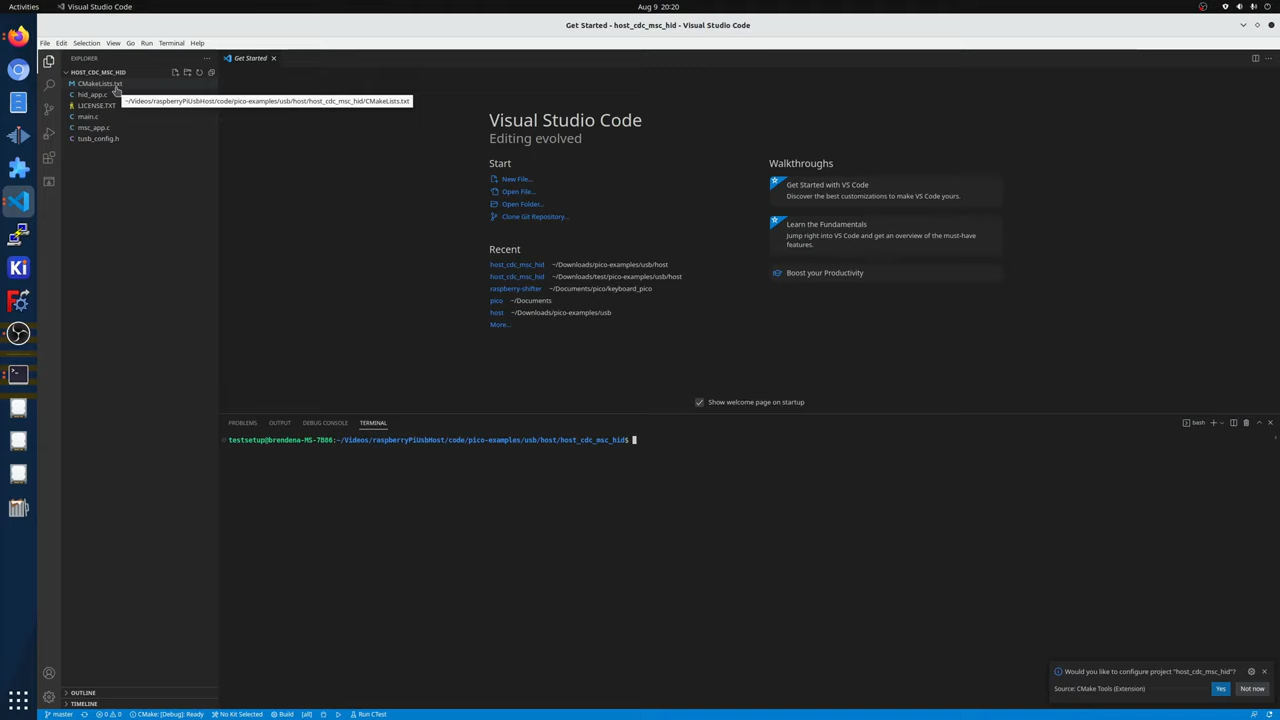 Activities
Visual Studio Code
Aug 9 20:20
Get Started - host_cdc_msc_hid - Visual Studio Code
File Edit Selection View Go Run Terminal Help
EXPLORER
HOST_CDC_MSC_HID
CMakeLists.txt
hid_app.c
LICENSE.TXT
main.c
msc_app.c
tusb_config.h
~/Videos/raspberryPiUsbHost/code/pico-examples/usb/host/host_cdc_msc_hid/CMakeLists.txt
Get Started
Visual Studio Code
Editing evolved
Start
New File...
Open File...
Open Folder...
Clone Git Repository...
Recent
host_cdc_msc_hid ~/Downloads/pico-examples/usb/host
host_cdc_msc_hid ~/Downloads/test/pico-examples/usb/host
raspberry-shifter ~/Documents/pico/keyboard_pico
pico ~/Documents
host ~/Downloads/pico-examples/usb
More...
Walkthroughs
Get Started with VS Code
Discover the best customizations to make VS Code yours.
Learn the Fundamentals
Jump right into VS Code and get an overview of the must-have
features.
Boost your Productivity
Show welcome page on startup
PROBLEMS OUTPUT DEBUG CONSOLE TERMINAL
bash
testsetup@brendena-MS-7B86:~/Videos/raspberryPiUsbHost/code/pico-examples/usb/host/host_cdc_msc_hid$
Ki
Would you like to configure project "host_cdc_msc_hid"?
Source: CMake Tools (Extension)
Yes
Not now
OUTLINE
TIMELINE
master 0 0 CMake: [Debug]: Ready No Kit Selected Build [all] Run CTest